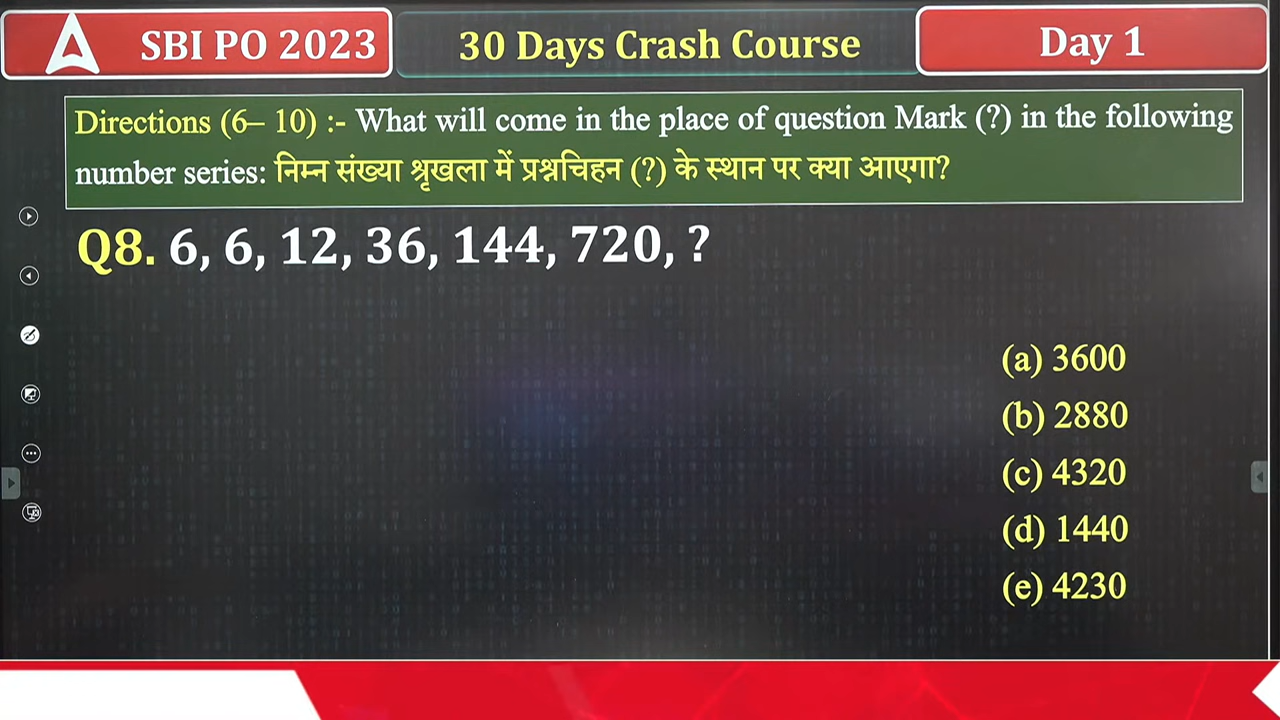 SBI PO 2023
30 Days Crash Course
Day 1
Directions (6– 10) :- What will come in the place of question Mark (?) in the following
number series: निम्न संख्या श्रृखला में प्रश्नचिहन (?) के स्थान पर क्या आएगा?
Q8. 6, 6, 12, 36, 144, 720, ?
(a) 3600
(b) 2880
(c) 4320
(d) 1440
(e) 4230